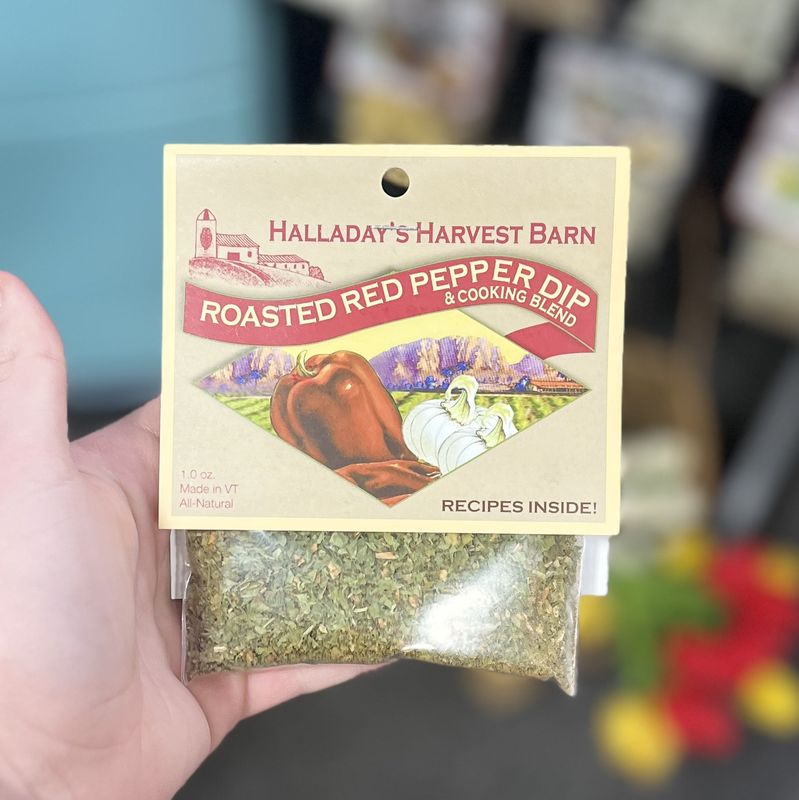 HALLADAY'S HARVEST BARN
ROASTED RED PEPPER DIP
& COOKING BLEND
1.0 oz.
Made in VT
All-Natural
RECIPES INSIDE!